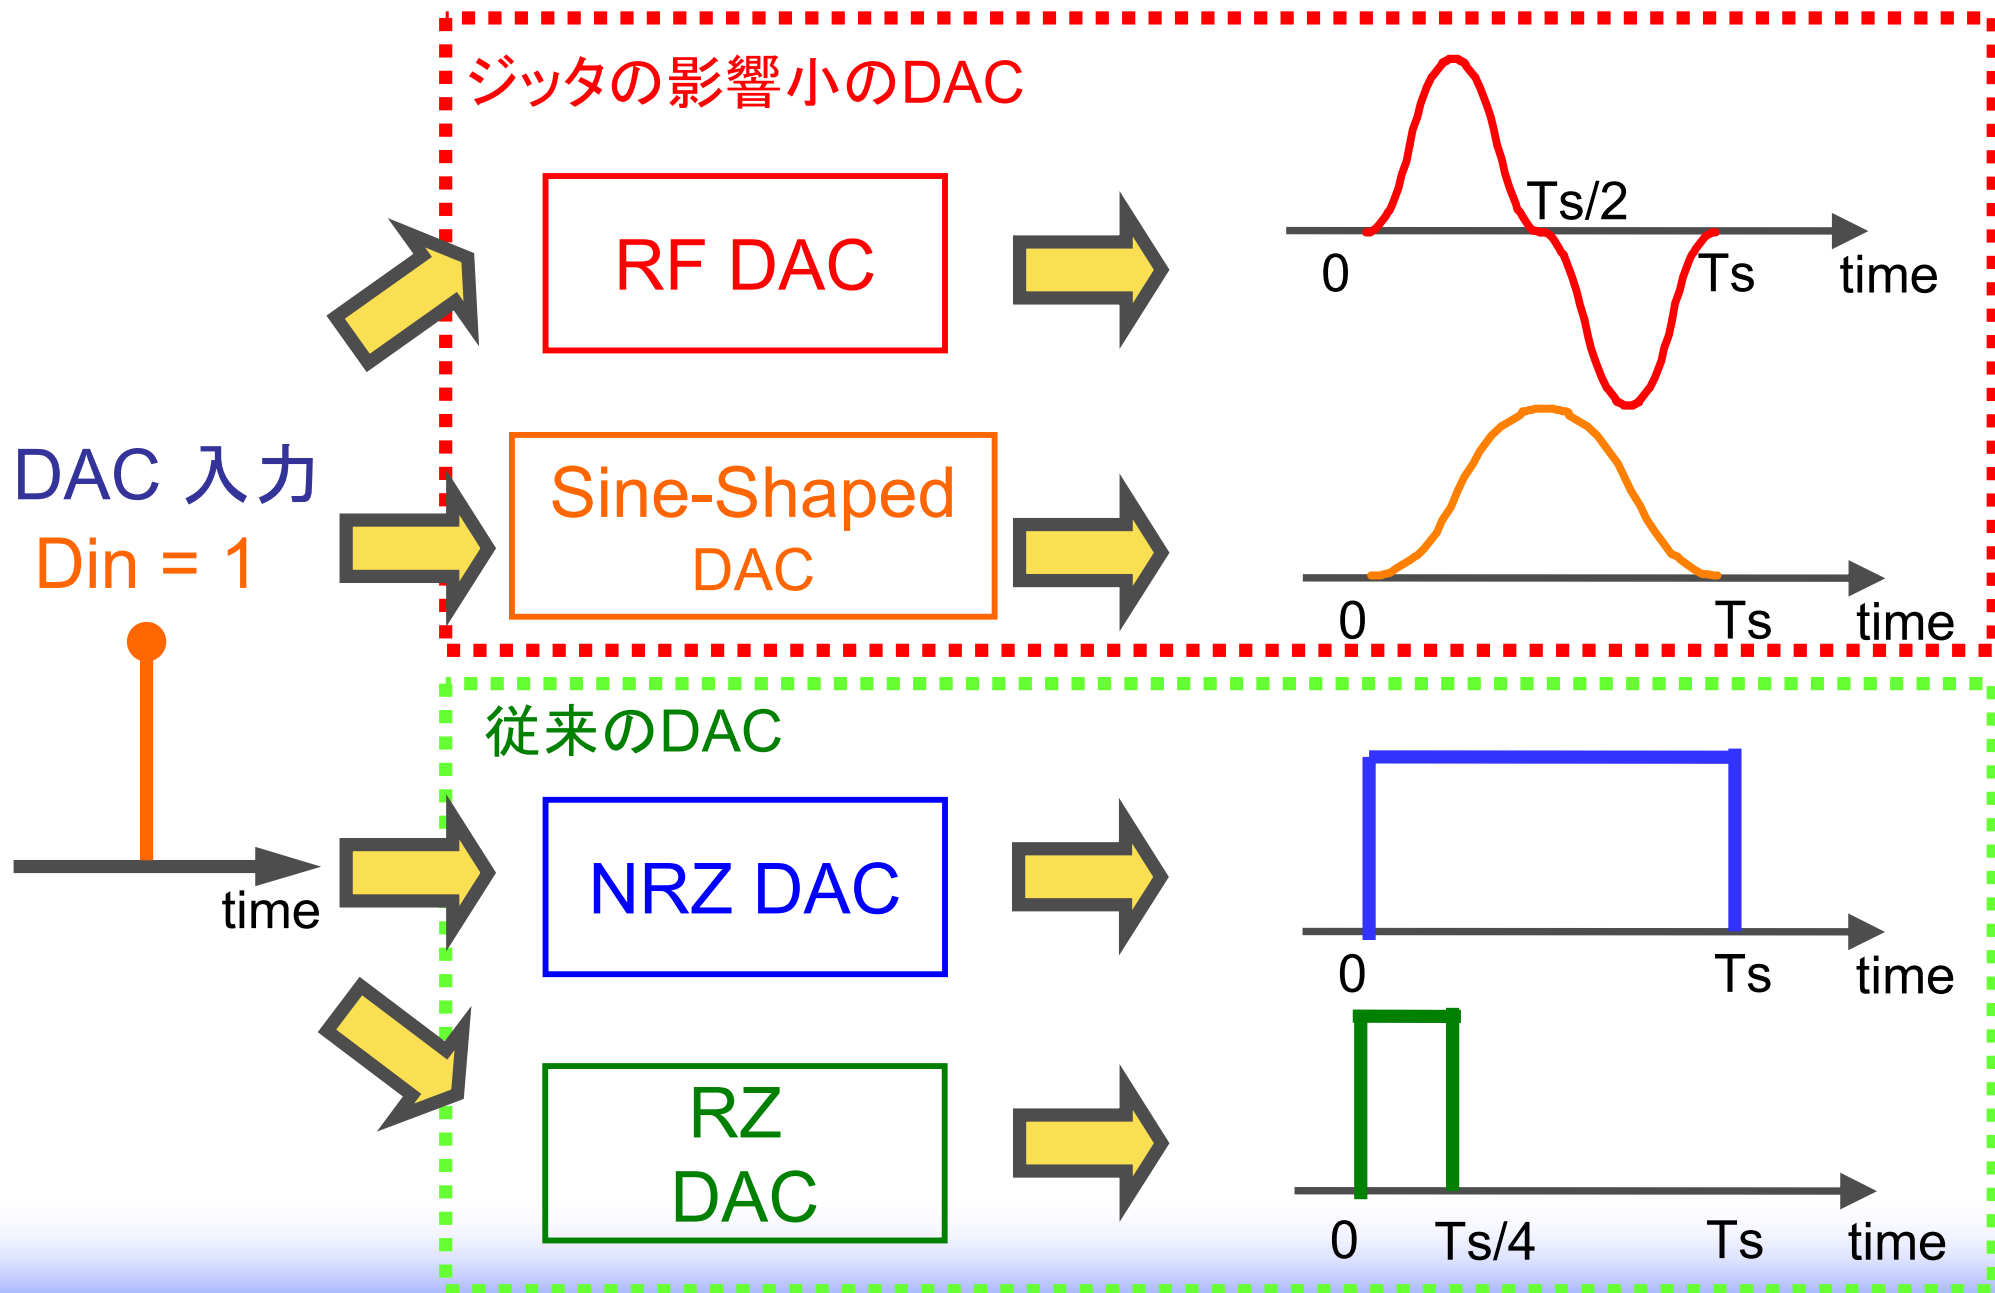 ジッタの影響小のDAC
RF DAC
Ts/2
0
Ts
time
DAC 入力
Din = 1
time
Sine-Shaped
DAC
0
Ts
time
従来のDAC
NRZ DAC
0
Ts
time
RZ
DAC
0
Ts/4
Ts
time